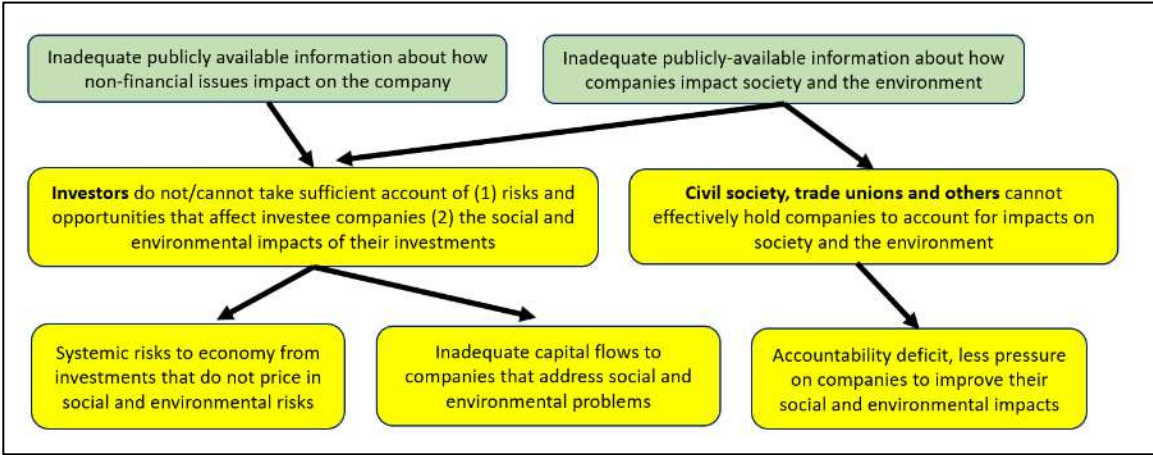 Inadequate publicly available information about how
non-financial issues impact on the company
Inadequate publicly-available information about how
companies impact society and the environment
Investors do not/cannot take sufficient account of (1) risks and
opportunities that affect investee companies (2) the social and
environmental impacts of their investments
Civil society, trade unions and others cannot
effectively hold companies to account for impacts on
society and the environment
Systemic risks to economy from
investments that do not price in
social and environmental risks
Inadequate capital flows to
companies that address social and
environmental problems
Accountability deficit, less pressure
on companies to improve their
social and environmental impacts